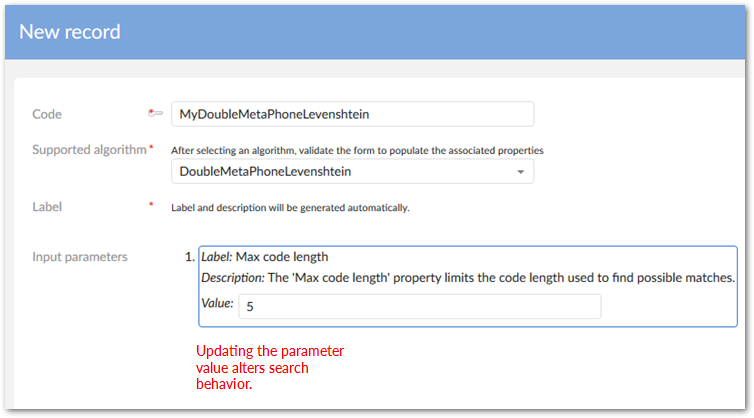 New record
Code * MyDoubleMetaPhoneLevenshtein
Supported algorithm * After selecting an algorithm, validate the form to populate the associated properties
DoubleMetaPhoneLevenshtein
Label * Label and description will be generated automatically.
Input parameters 1. Label: Max code length
Description: The 'Max code length' property limits the code length used to find possible matches.
Value: 5
Updating the parameter
value alters search
behavior.